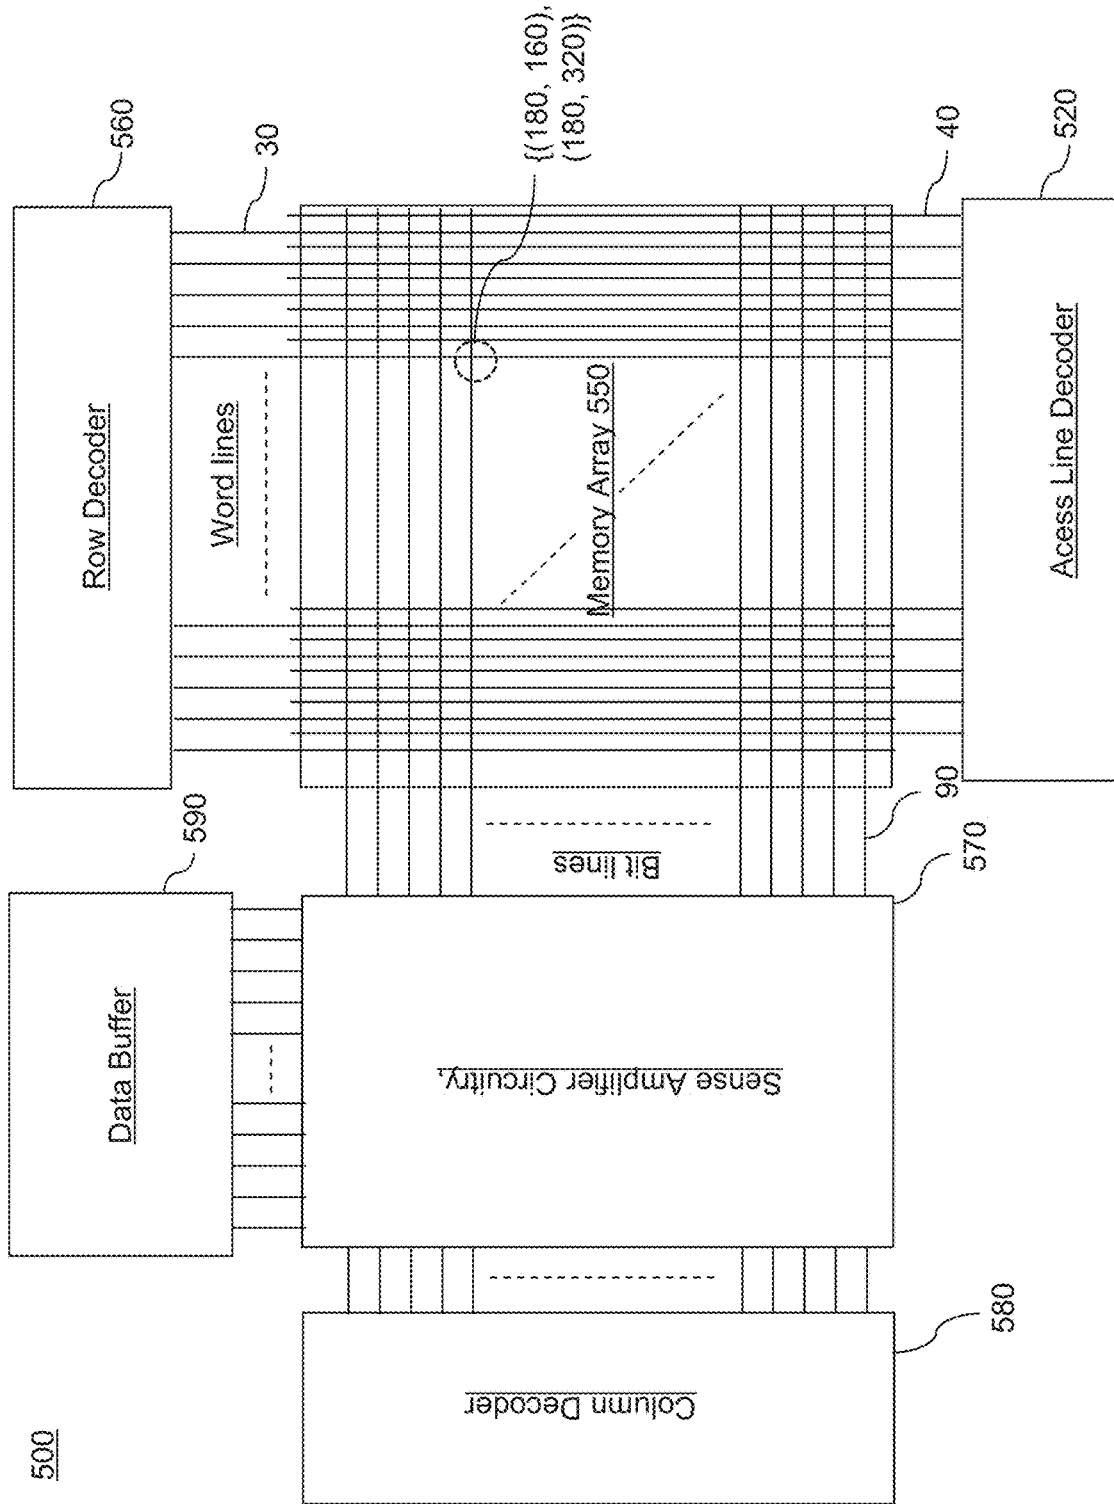 500
Column Decoder
580
Data Buffer
590
Sense Amplifier Circuitry,
570
Bit lines
90
Row Decoder
560
Word lines
30
Memory Array 550
{(180, 160),
(180, 320)}
40
Acess Line Decoder
520